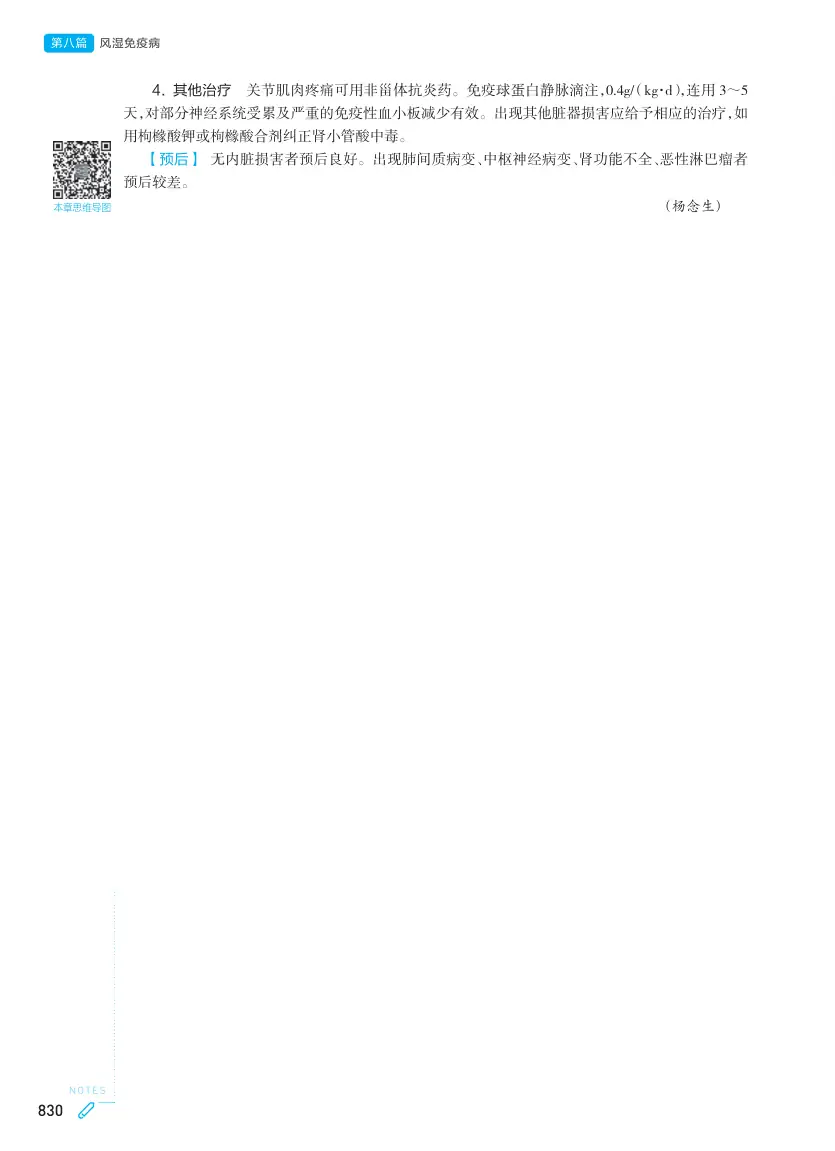 第八篇 风湿免疫病
4. 其他治疗 关节肌肉疼痛可用非甾体抗炎药。免疫球蛋白静脉滴注,0.4g/(kg·d),连用 3～5
天,对部分神经系统受累及严重的免疫性血小板减少有效。出现其他脏器损害应给予相应的治疗,如
用枸橼酸钾或枸橼酸合剂纠正肾小管酸中毒。
【预后】 无内脏损害者预后良好。出现肺间质病变、中枢神经病变、肾功能不全、恶性淋巴瘤者
预后较差。
本章思维导图
(杨念生)
NOTES
830